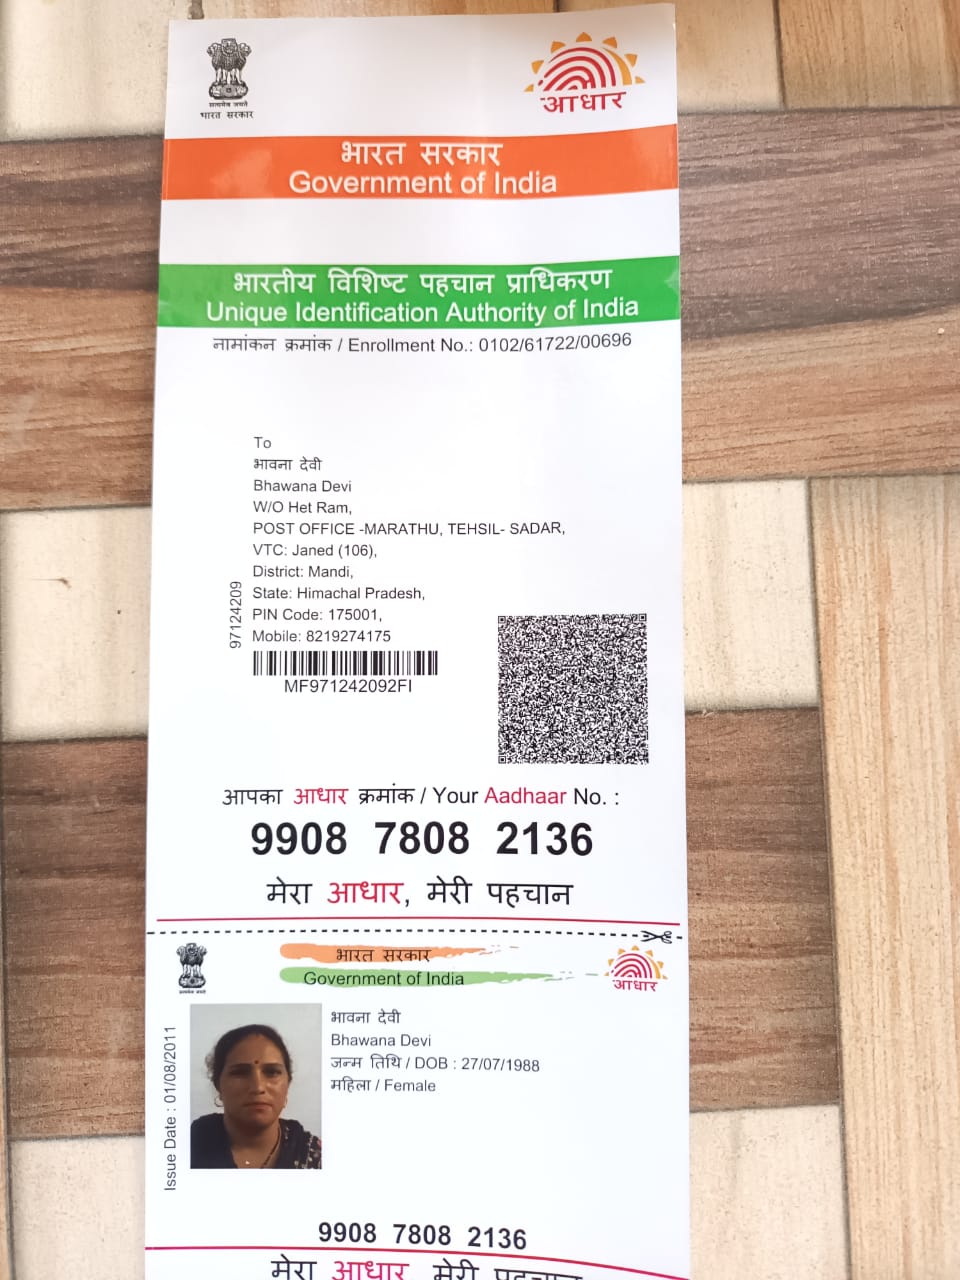 सत्यमेव जयते
भारत सरकार
आधार
भारत सरकार
Government of India
भारतीय विशिष्ट पहचान प्राधिकरण
Unique Identification Authority of India
नामांकन क्रमांक / Enrollment No.: 0102/61722/00696
To
भावना देवी
Bhawana Devi
W/O Het Ram,
POST OFFICE -MARATHU, TEHSIL- SADAR,
VTC: Janed (106),
District: Mandi,
State: Himachal Pradesh,
PIN Code: 175001,
Mobile: 8219274175
97124209
MF971242092FI
आपका आधार क्रमांक / Your Aadhaar No. :
9908 7808 2136
मेरा आधार, मेरी पहचान
भारत सरकार
Government of India
आधार
भावना देवी
Bhawana Devi
जन्म तिथि / DOB : 27/07/1988
महिला / Female
Issue Date : 01/08/2011
9908 7808 2136
मेरा आधार, मेरी पहचान